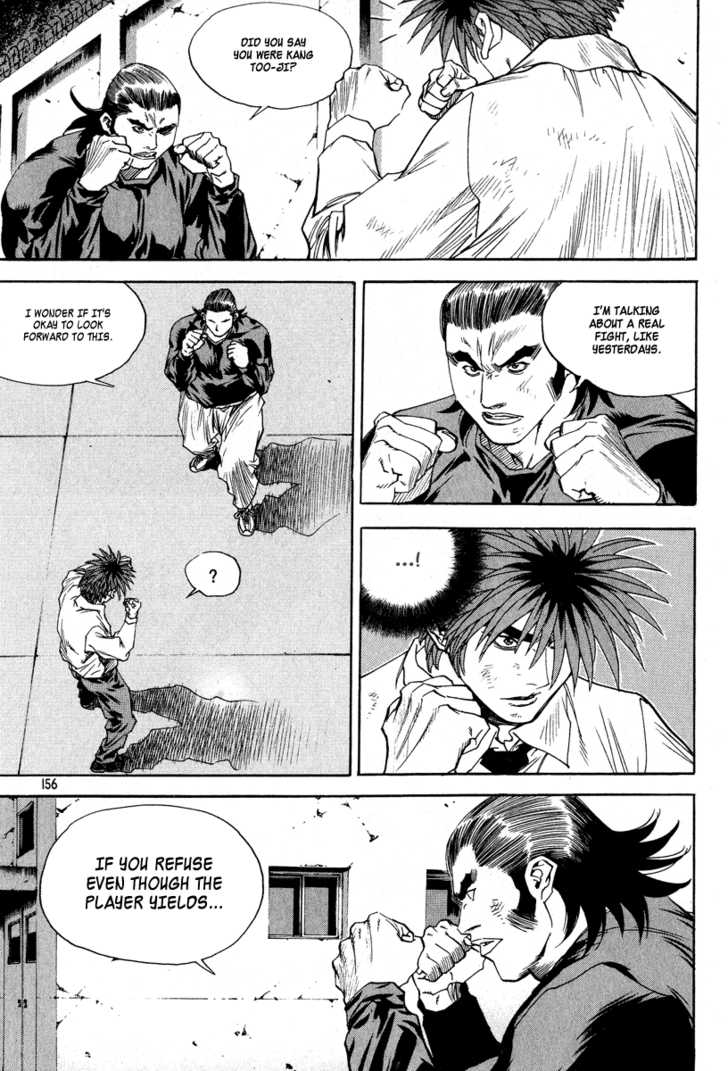 DID YOU SAY
YOU WERE KANG
TOO-JI?
I WONDER IF IT'S
OKAY TO LOOK
FORWARD TO THIS.
?
I'M TALKING
ABOUT A REAL
FIGHT, LIKE
YESTERDAYS.
...!
156
IF YOU REFUSE
EVEN THOUGH THE
PLAYER YIELDS...